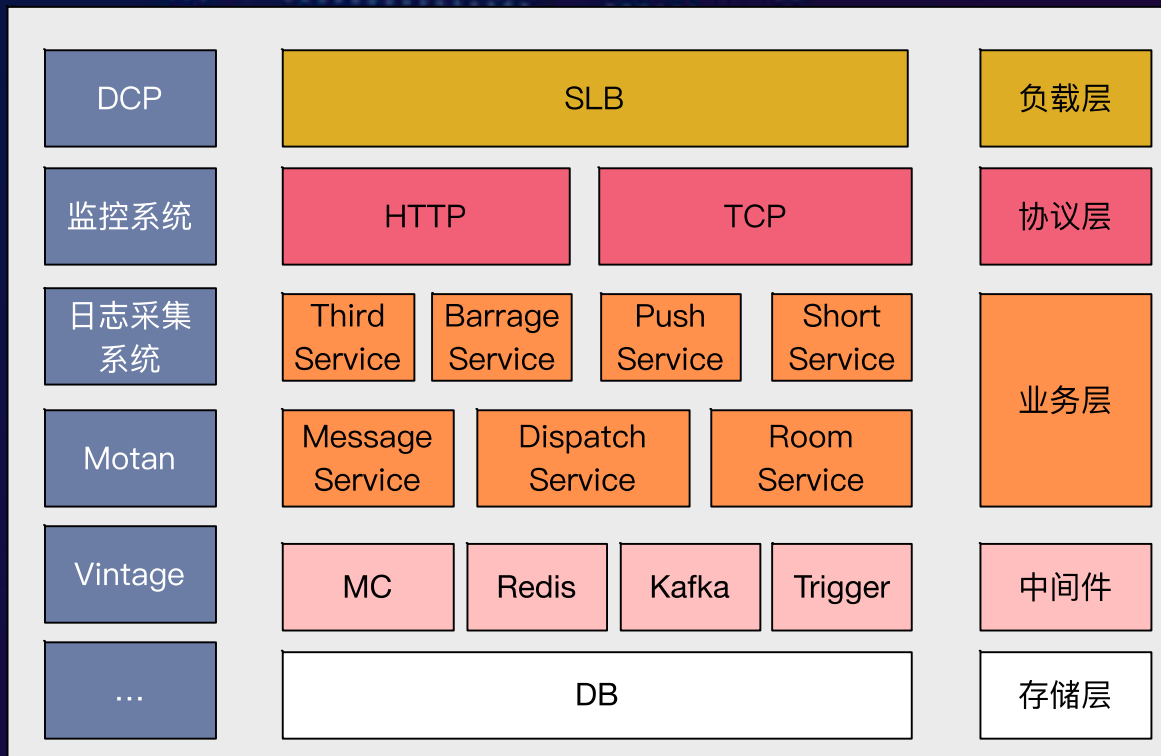 DCP
SLB
负载层
监控系统
HTTP
TCP
协议层
日志采集
系统
Third
Service
Barrage
Service
Push
Service
Short
Service
业务层
Motan
Message
Service
Dispatch
Service
Room
Service
Vintage
MC
Redis
Kafka
Trigger
中间件
...
DB
存储层